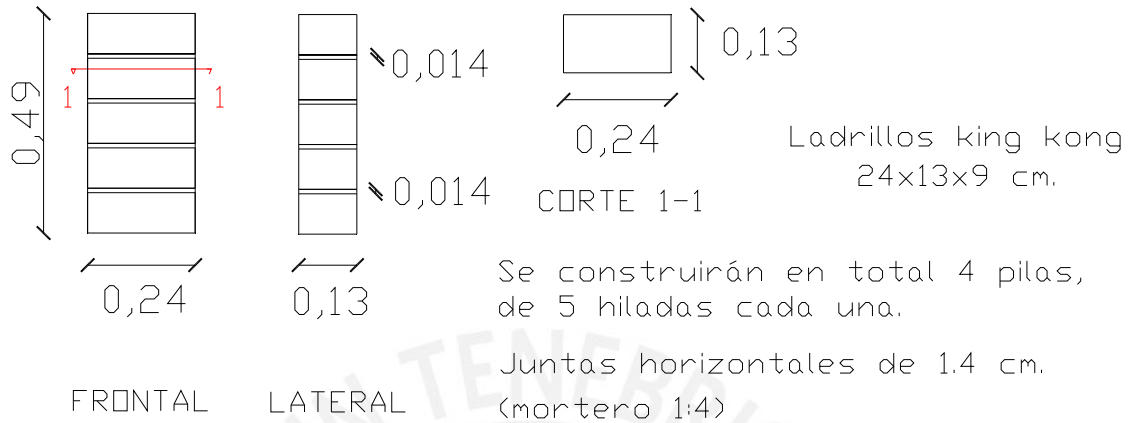 0,49
1
1
0,24
FRONTAL
0,014
0,014
0,13
LATERAL
0,13
0,24
CORTE 1-1
Ladrillos king kong
24x13x9 cm.
Se construirán en total 4 pilas,
de 5 hiladas cada una.
Juntas horizontales de 1.4 cm.
(mortero 1:4)